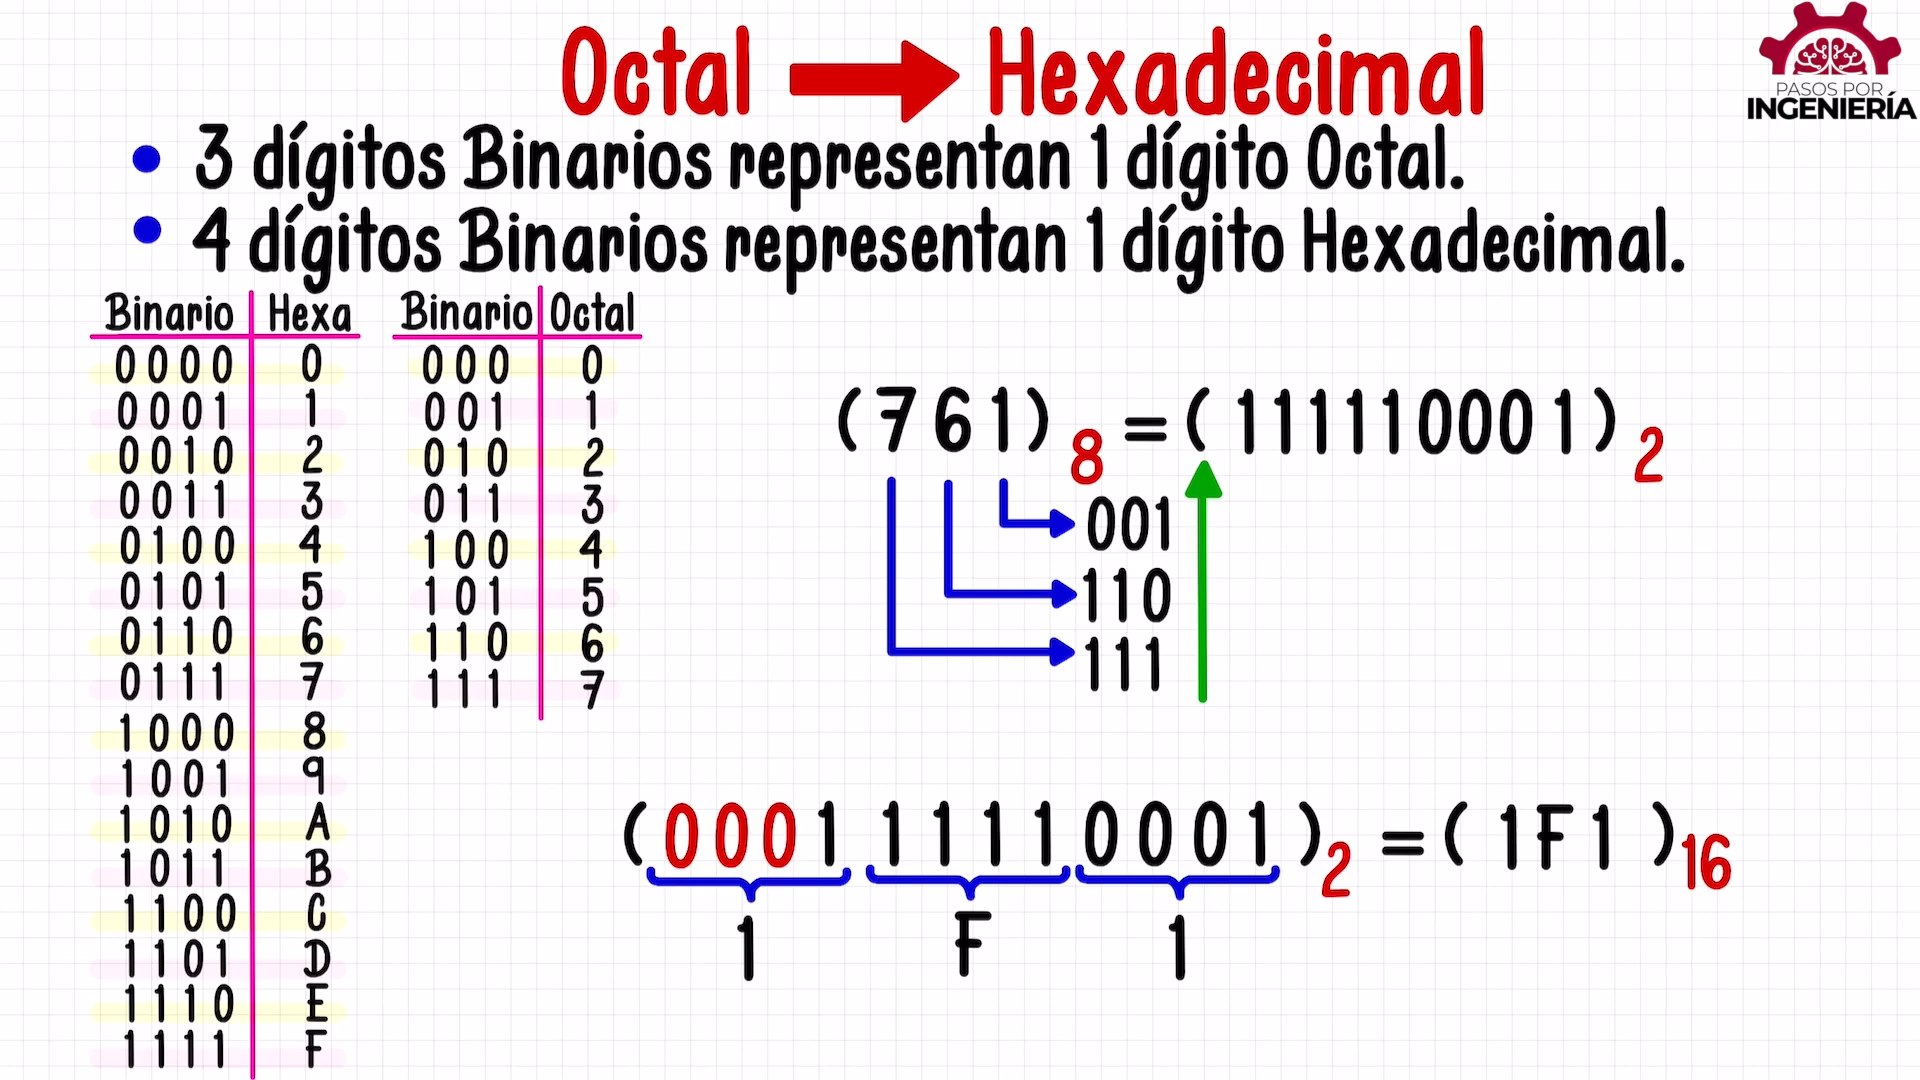 Octal → Hexadecimal
PASOS POR
INGENIERÍA
• 3 dígitos Binarios representan 1 dígito Octal.
• 4 dígitos Binarios representan 1 dígito Hexadecimal.
Binario Hexa
0000 0
0001 1
0010 2
0011 3
0100 4
0101 5
0110 6
0111 7
1000 8
1001 9
1010 A
1011 B
1100 C
1101 D
1110 E
1111 F
Binario Octal
000 0
001 1
010 2
011 3
100 4
101 5
110 6
111 7
(761)8 = (111110001)2
001
110
111
(000111110001)2 = (1F1)16
1 F 1